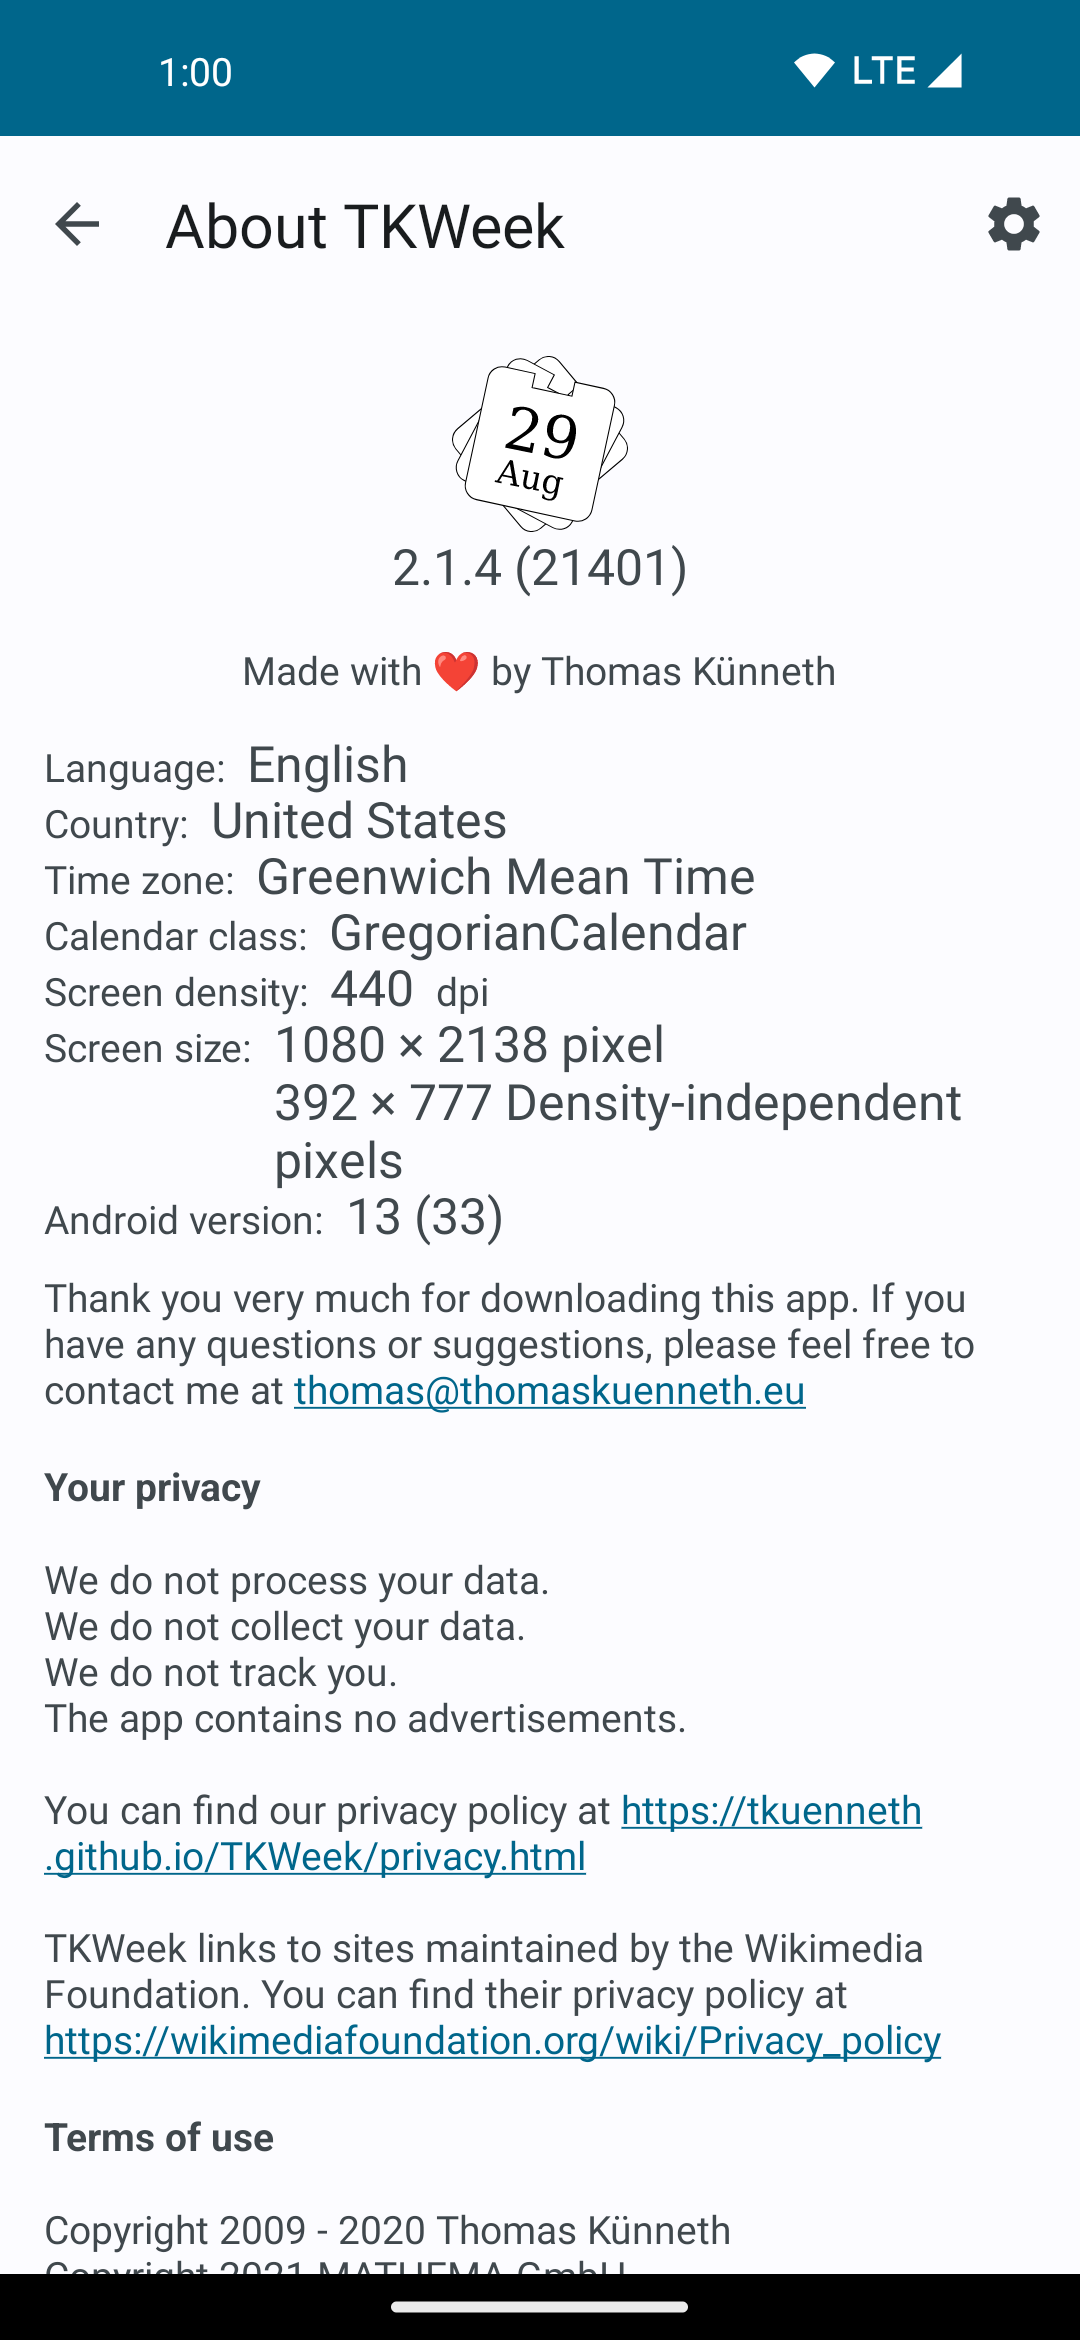 1:00
LTE
About TKWeek
29
Aug
2.1.4 (21401)
Made with ❤️ by Thomas Künneth
Language: English
Country: United States
Time zone: Greenwich Mean Time
Calendar class: GregorianCalendar
Screen density: 440 dpi
Screen size: 1080 × 2138 pixel
392 × 777 Density-independent
pixels
Android version: 13 (33)
Thank you very much for downloading this app. If you
have any questions or suggestions, please feel free to
contact me at thomas@thomaskuenneth.eu
Your privacy
We do not process your data.
We do not collect your data.
We do not track you.
The app contains no advertisements.
You can find our privacy policy at https://tkuenneth
.github.io/TKWeek/privacy.html
TKWeek links to sites maintained by the Wikimedia
Foundation. You can find their privacy policy at
https://wikimediafoundation.org/wiki/Privacy_policy
Terms of use
Copyright 2009 - 2020 Thomas Künneth
Copyright 2021 MATHEMA GmbH